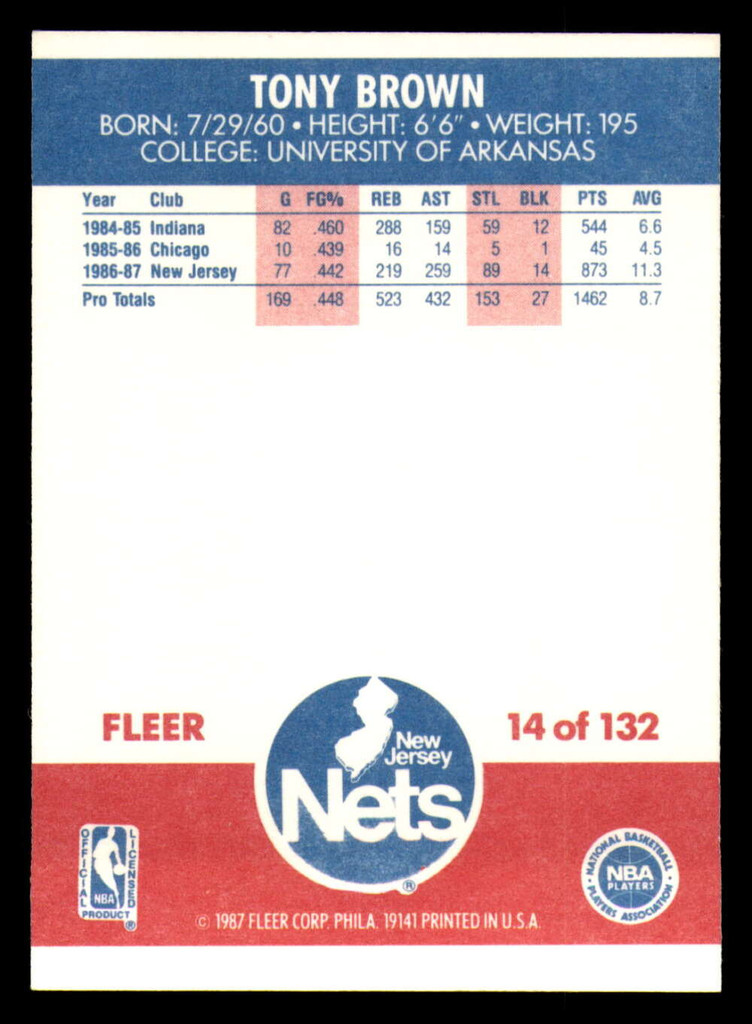 TONY BROWN
BORN: 7/29/60 • HEIGHT: 6'6" • WEIGHT: 195
COLLEGE: UNIVERSITY OF ARKANSAS
Year Club G FG% REB AST STL BLK PTS AVG
1984-85 Indiana 82 .460 288 159 59 12 544 6.6
1985-86 Chicago 10 .439 16 14 5 1 45 4.5
1986-87 New Jersey 77 .442 219 259 89 14 873 11.3
Pro Totals 169 .448 523 432 153 27 1462 8.7
FLEER
14 of 132
New
Jersey
Nets
®
OFFICIAL
LICENSED
NBA
PRODUCT
®
NATIONAL BASKETBALL
NBA
PLAYERS
PLAYERS ASSOCIATION
© 1987 FLEER CORP. PHILA. 19141 PRINTED IN U.S.A.